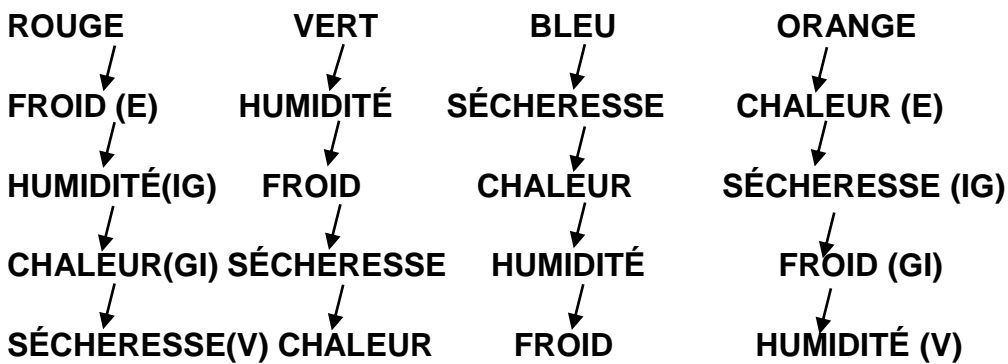 ROUGE VERT BLEU ORANGE
FROID (E) HUMIDITÉ SÉCHERESSE CHALEUR (E)
HUMIDITÉ(IG) FROID CHALEUR SÉCHERESSE (IG)
CHALEUR(GI) SÉCHERESSE HUMIDITÉ FROID (GI)
SÉCHERESSE(V) CHALEUR FROID HUMIDITÉ (V)